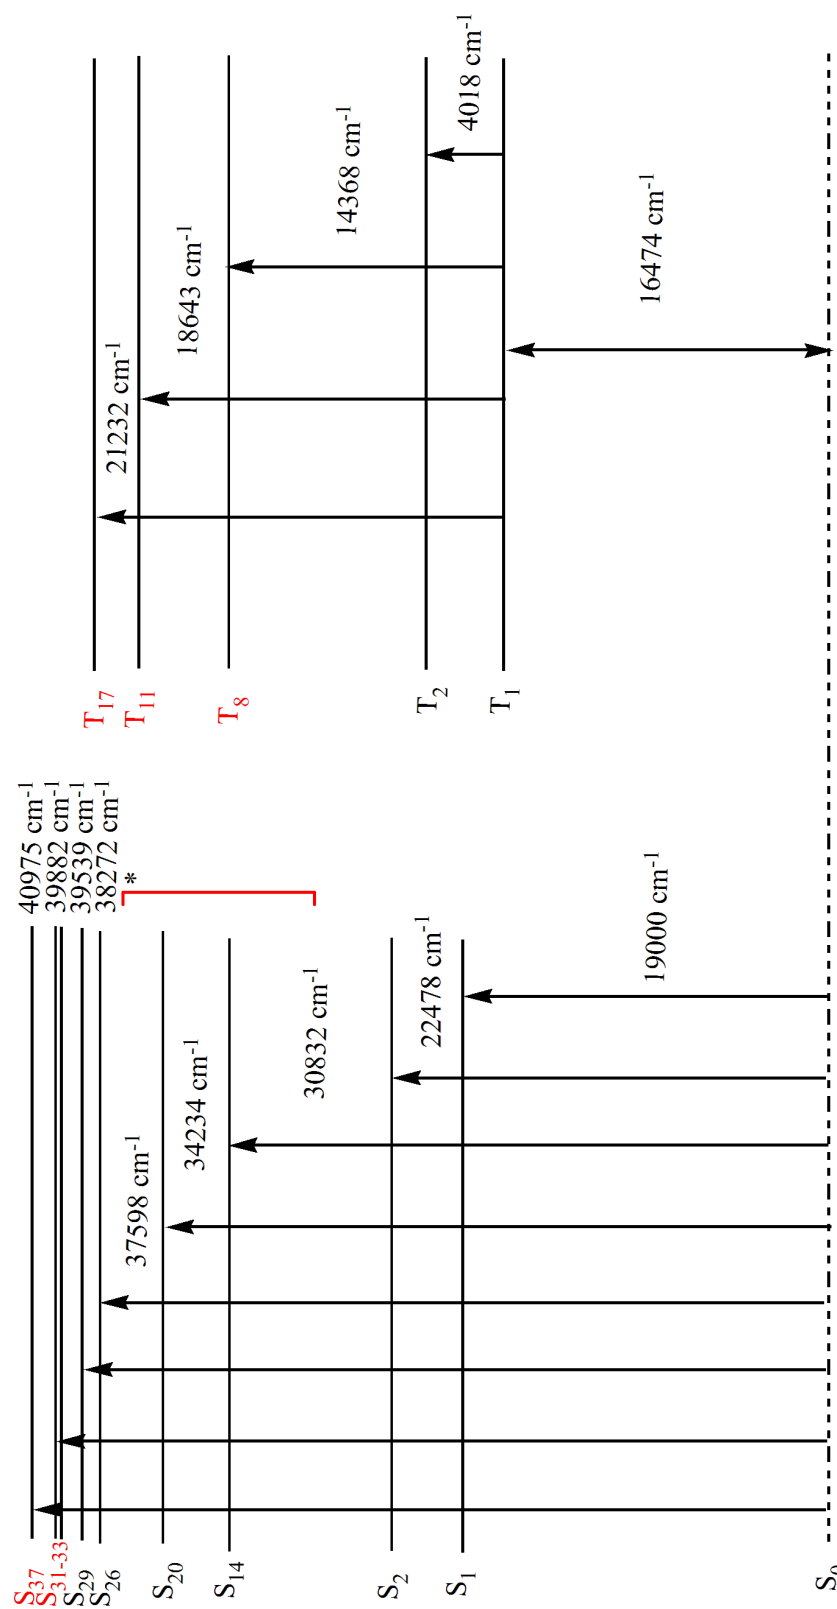 S37
S31-33
S29
S26
S20
S14
S2
S1
S0
40975 cm-1
39882 cm-1
39539 cm-1
38272 cm-1
*
37598 cm-1
34234 cm-1
30832 cm-1
22478 cm-1
19000 cm-1
T17
T11
T8
T2
T1
21232 cm-1
18643 cm-1
14368 cm-1
4018 cm-1
16474 cm-1